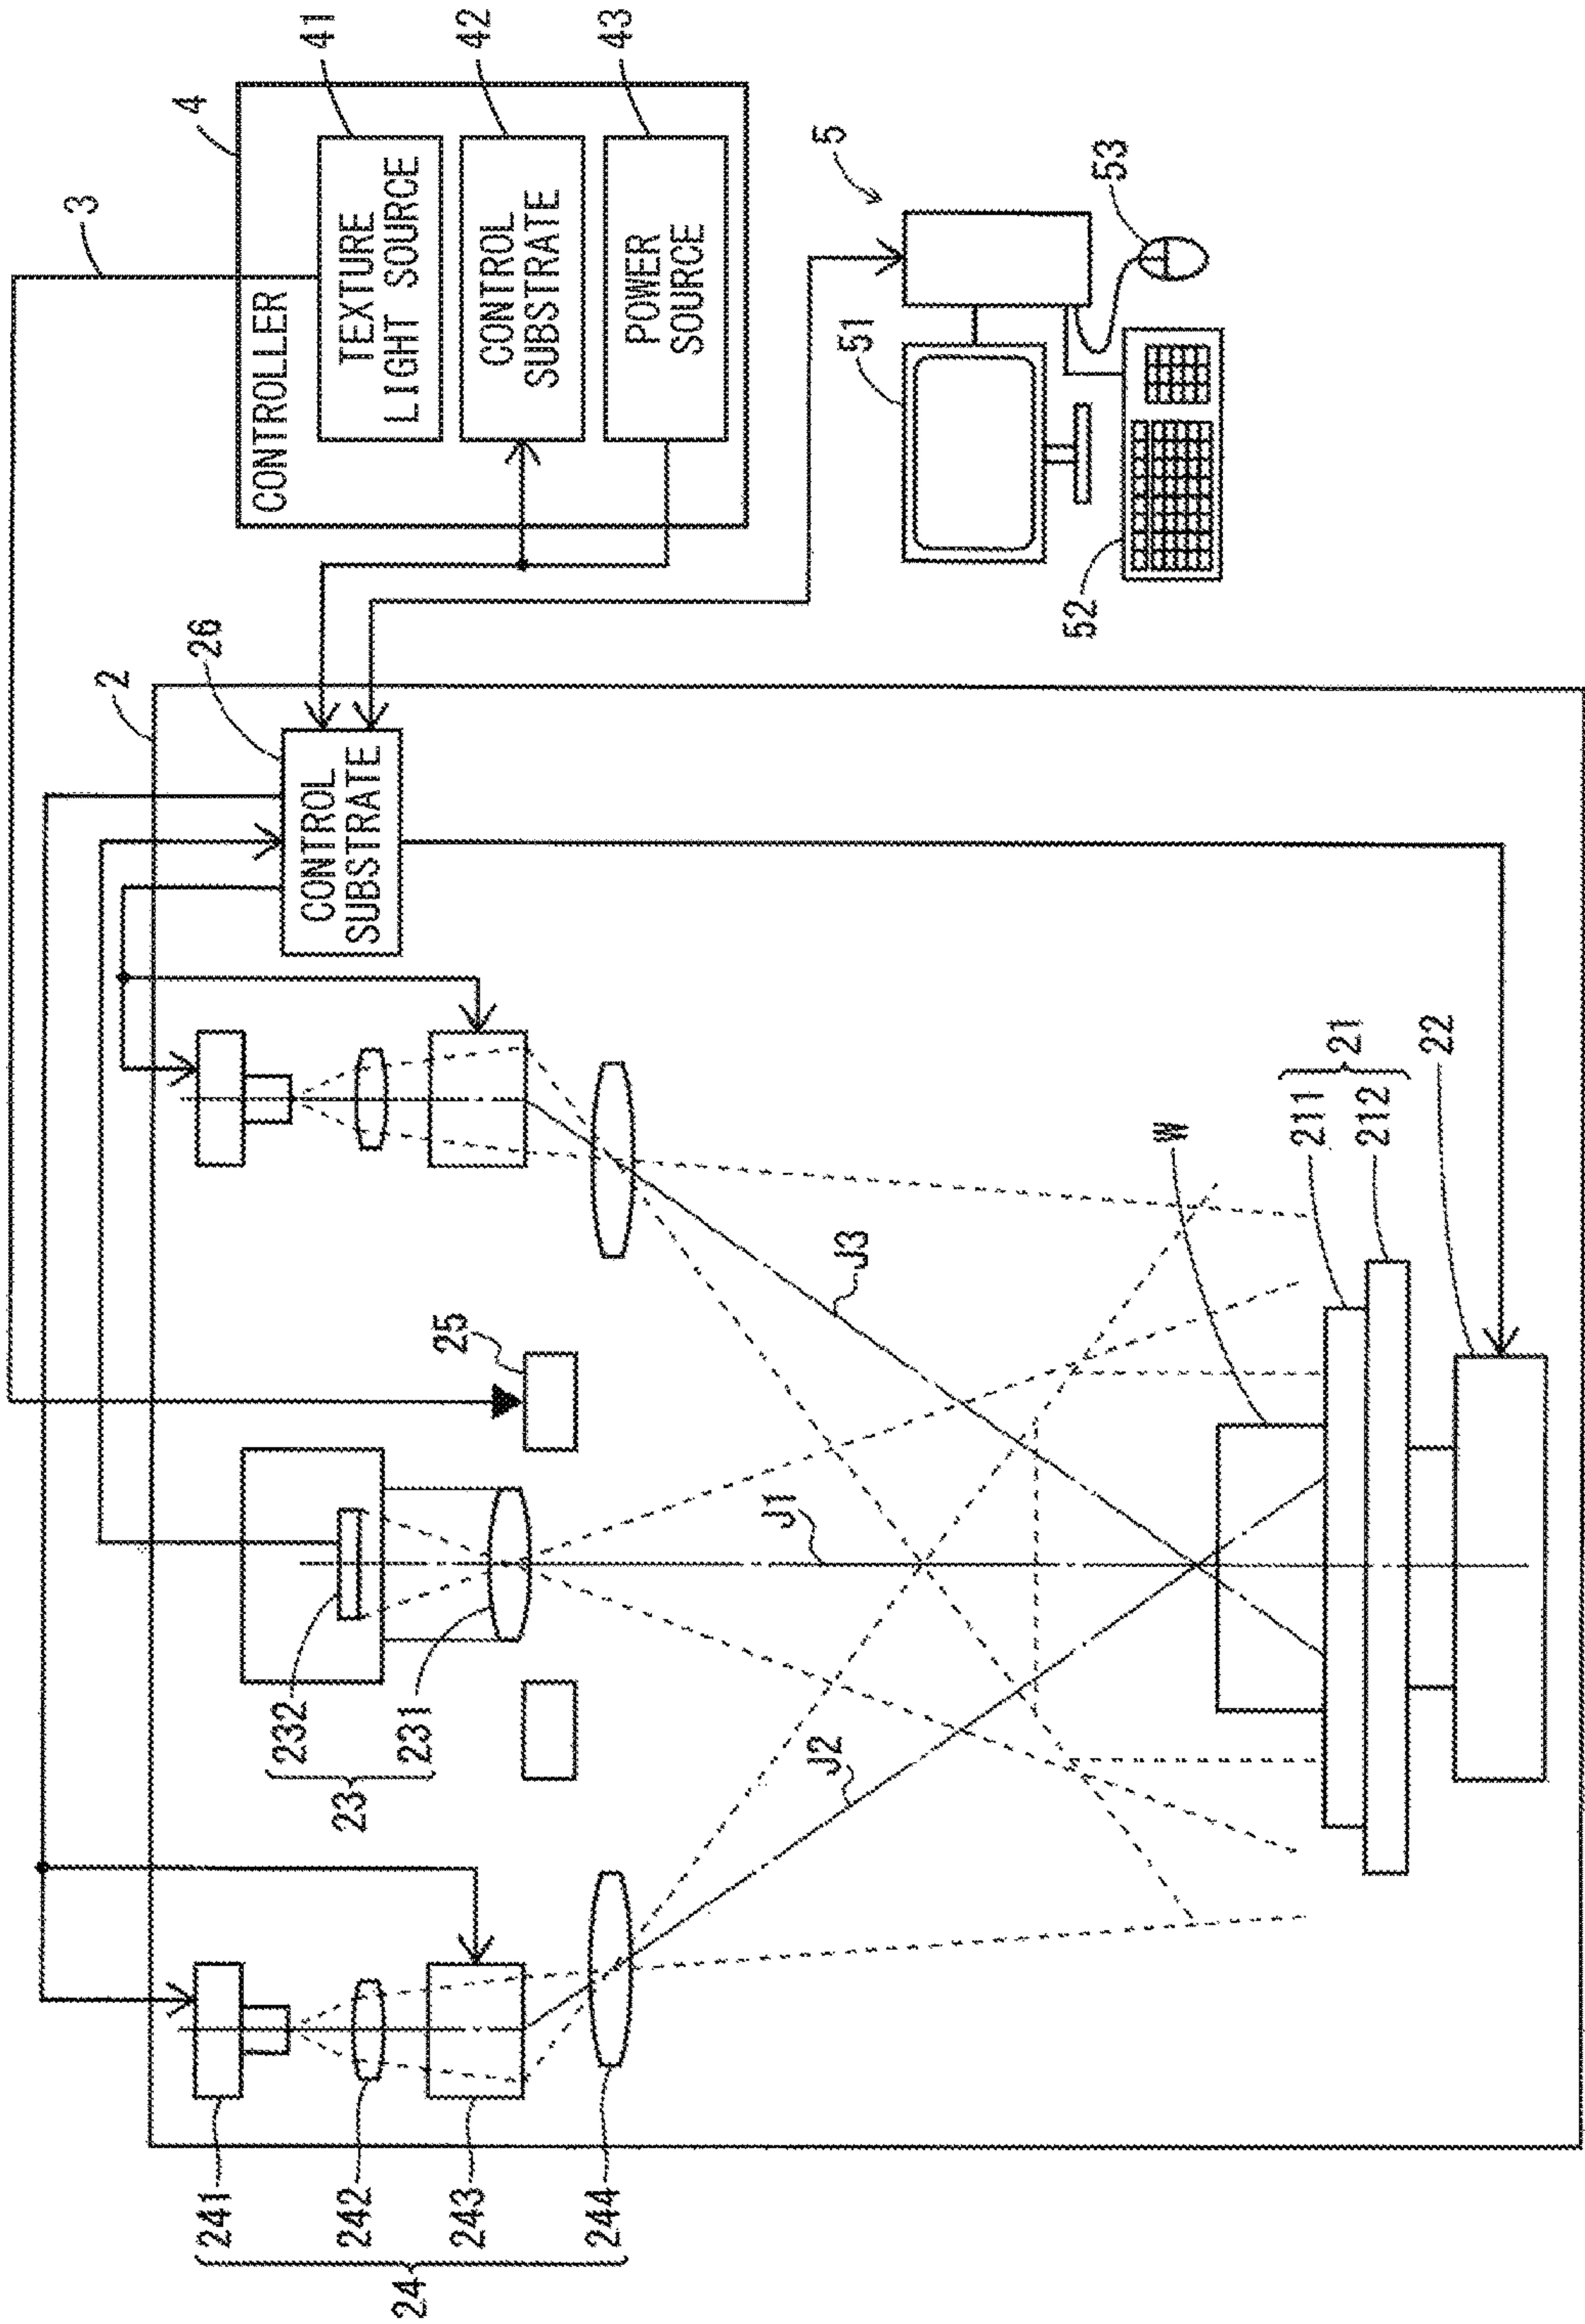 3
4
CONTROLLER
TEXTURE
LIGHT SOURCE
41
CONTROL
SUBSTRATE
42
POWER
SOURCE
43
2
26
CONTROL
SUBSTRATE
5
51
52
53
241
242
243
244
24
232
231
23
25
J1
J2
J3
W
211
212
21
22